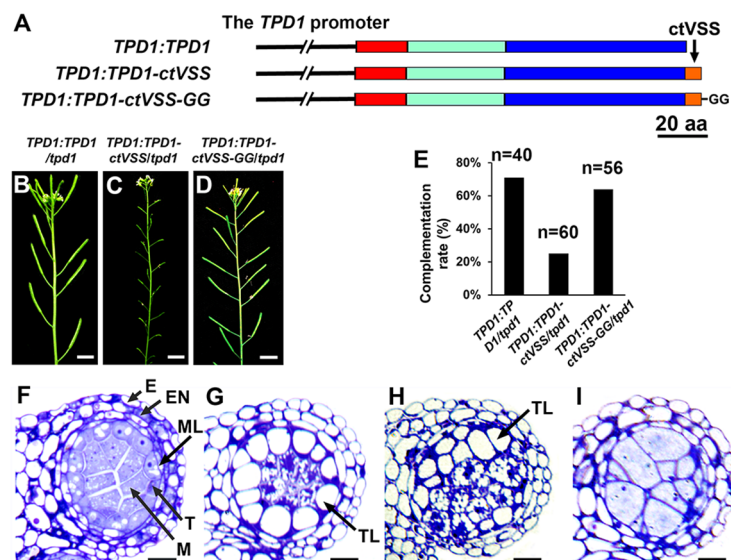 A
The TPD1 promoter
ctVSS
TPD1:TPD1
TPD1:TPD1-ctVSS
TPD1:TPD1-ctVSS-GG
GG
20 aa
TPD1:TPD1
/tpd1
TPD1:TPD1-
ctVSS/tpd1
TPD1:TPD1-
ctVSS-GG/tpd1
B
C
D
E
Complementation
rate (%)
80%
60%
40%
20%
0%
n=40
n=60
n=56
TPD1:TP
D1/tpd1
TPD1:TPD1-
ctVSS/tpd1
TPD1:TPD1-
ctVSS-GG/tpd1
F
E
EN
ML
T
M
G
TL
H
TL
I